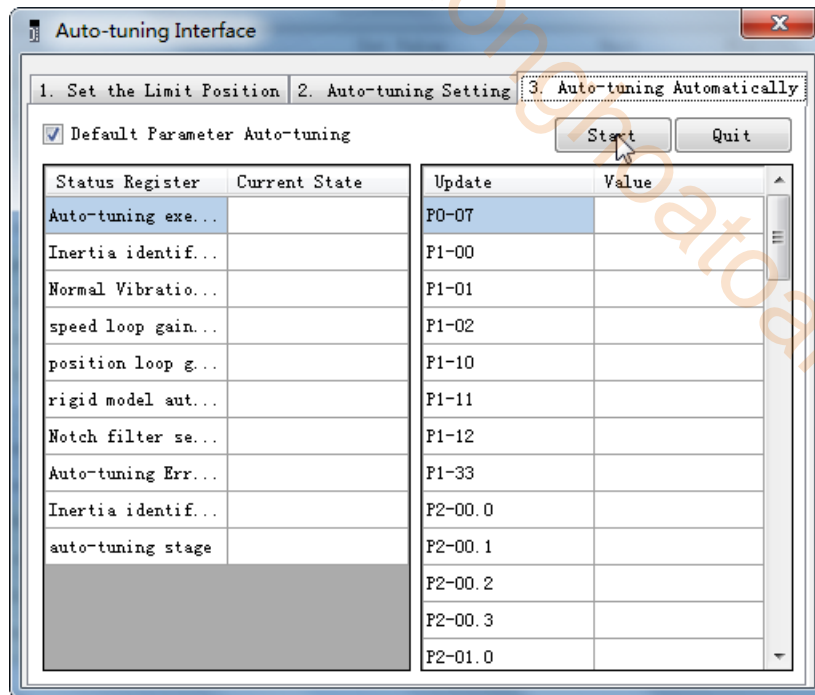 Auto-tuning Interface
1. Set the Limit Position 2. Auto-tuning Setting 3. Auto-tuning Automatically
Default Parameter Auto-tuning Start Quit
Status Register Current State
Auto-tuning exe...
Inertia identif...
Normal Vibratio...
speed loop gain...
position loop g...
rigid model aut...
Notch filter se...
Auto-tuning Err...
Inertia identif...
auto-tuning stage
Update Value
P0-07
P1-00
P1-01
P1-02
P1-10
P1-11
P1-12
P1-33
P2-00.0
P2-00.1
P2-00.2
P2-00.3
P2-01.0